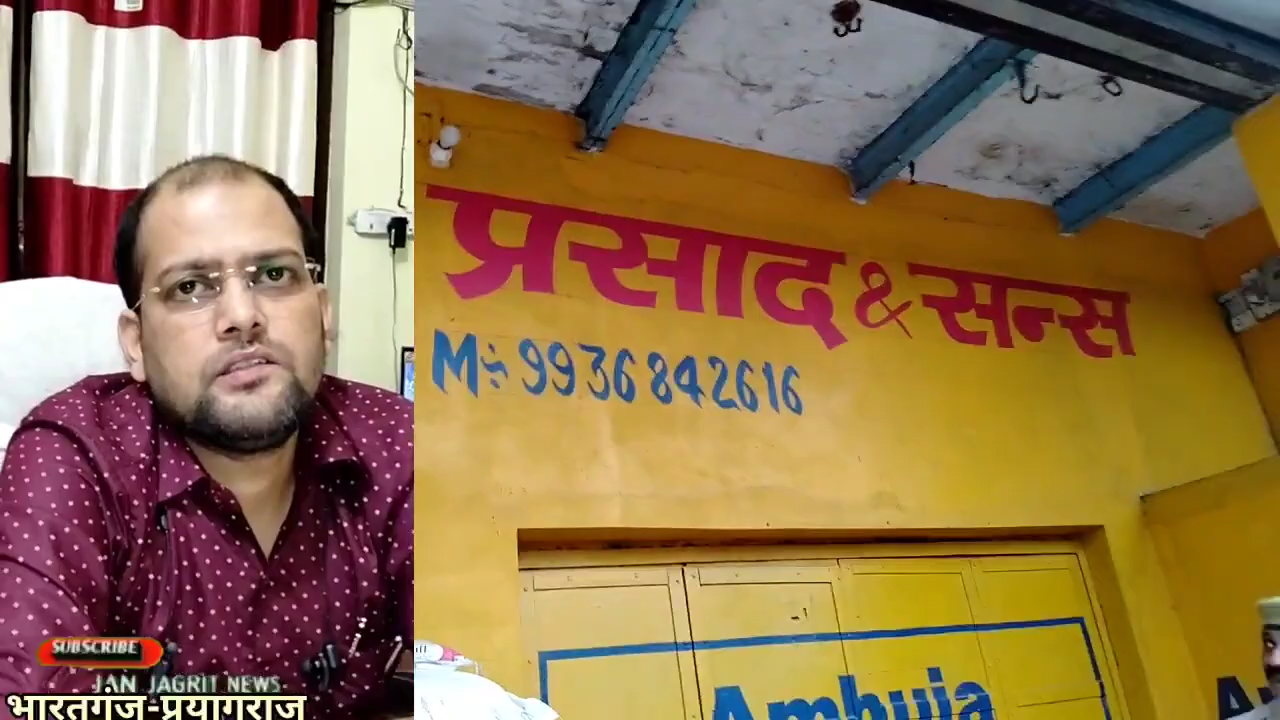 प्रसाद & सन्स
M:- 9936842616
Ambuja
SUBSCRIBE
JAN JAGRIT NEWS
भारतगंज-प्रयागराज